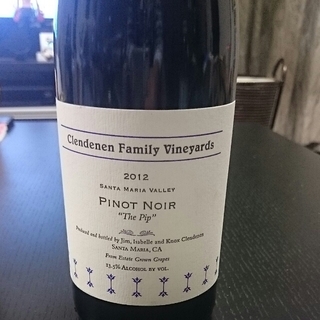 Clendenen Family Vineyards
2012
SANTA MARIA VALLEY
PINOT NOIR
"The Pip"
Produced and bottled by Jim, Isabelle and Knox Clendenen
SANTA MARIA, CA
From Estate Grown Grapes
13.5% ALCOHOL BY VOL.